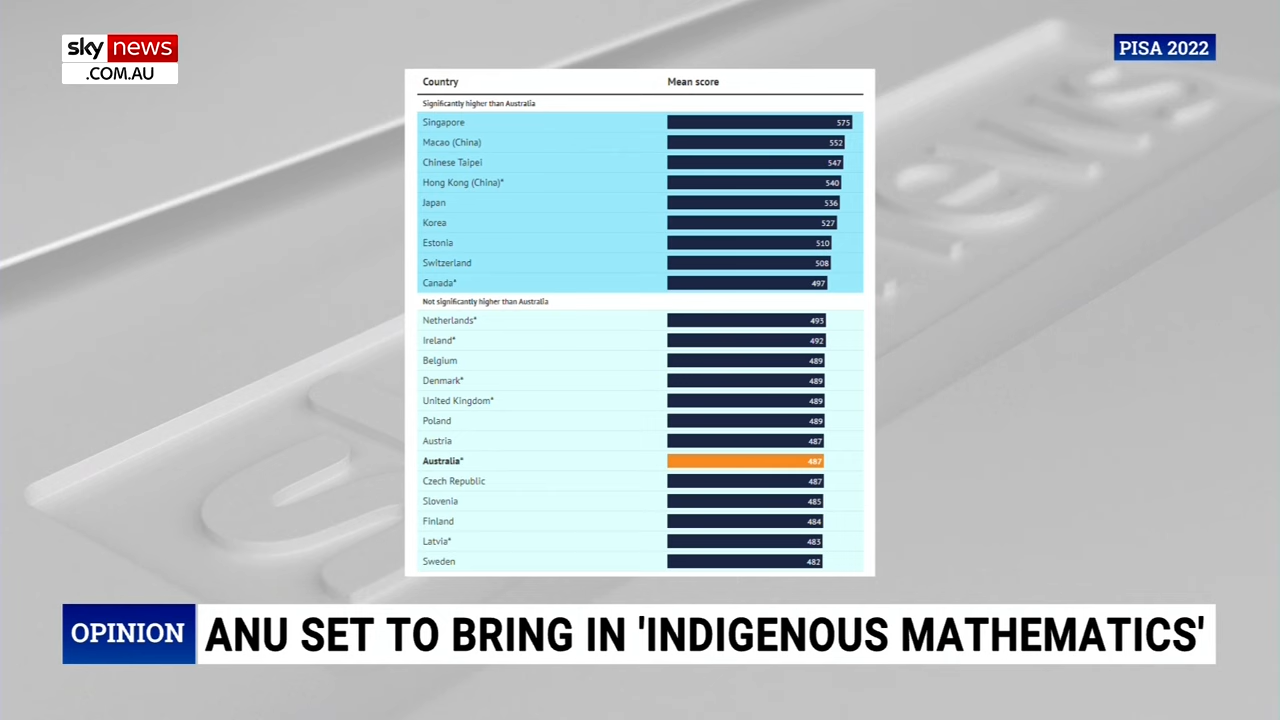 sky news
.COM.AU
PISA 2022
Country Mean score
Significantly higher than Australia
Singapore 575
Macao (China) 552
Chinese Taipei 547
Hong Kong (China)* 540
Japan 536
Korea 527
Estonia 510
Switzerland 508
Canada* 497
Not significantly higher than Australia
Netherlands* 493
Ireland* 492
Belgium 489
Denmark* 489
United Kingdom* 489
Poland 489
Austria 487
Australia* 487
Czech Republic 487
Slovenia 485
Finland 484
Latvia* 483
Sweden 482
OPINION ANU SET TO BRING IN 'INDIGENOUS MATHEMATICS'